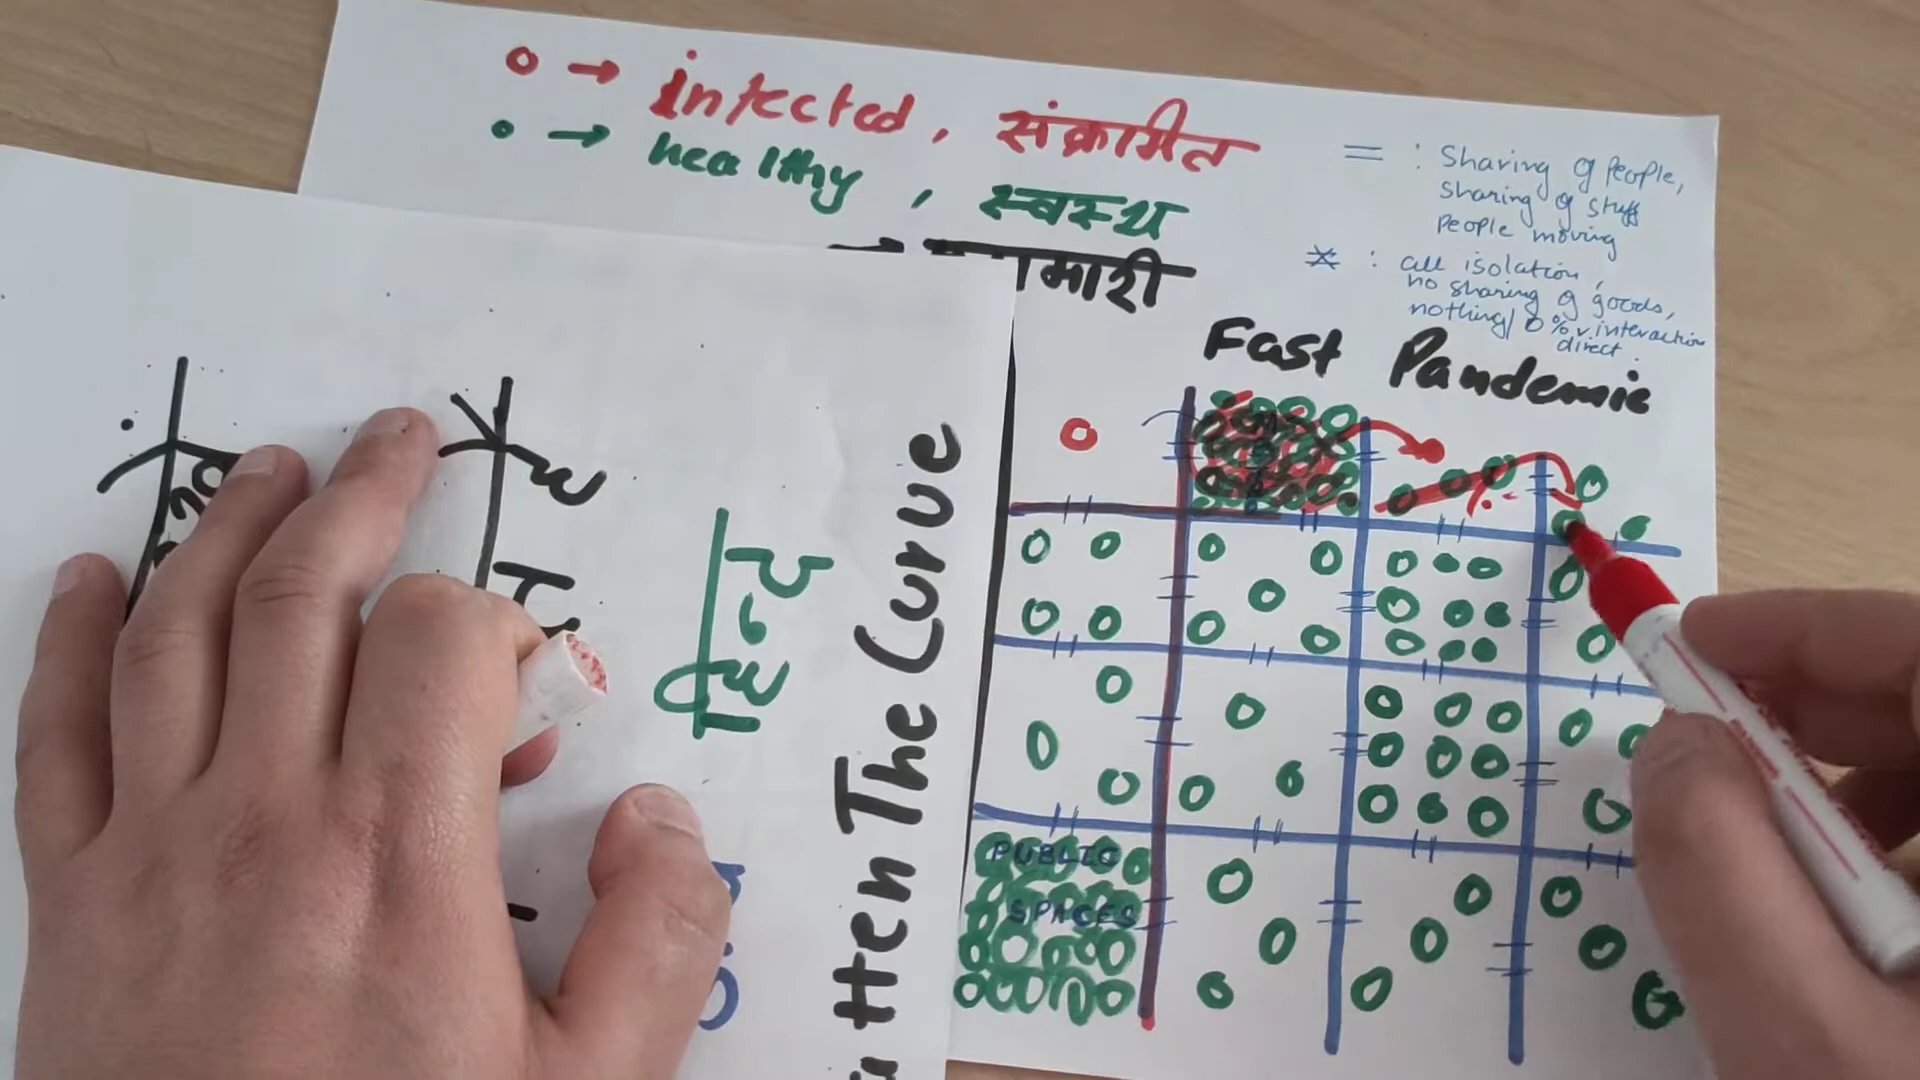 o → infected, संक्रामित
o → healthy, स्वस्थ
= : Sharing of People,
Sharing of stuff
People moving
* : all isolation,
no sharing of goods,
nothing / 0% interaction
direct
मारी
Fast Pandemic
The Curve
PUBLIC
SPACES